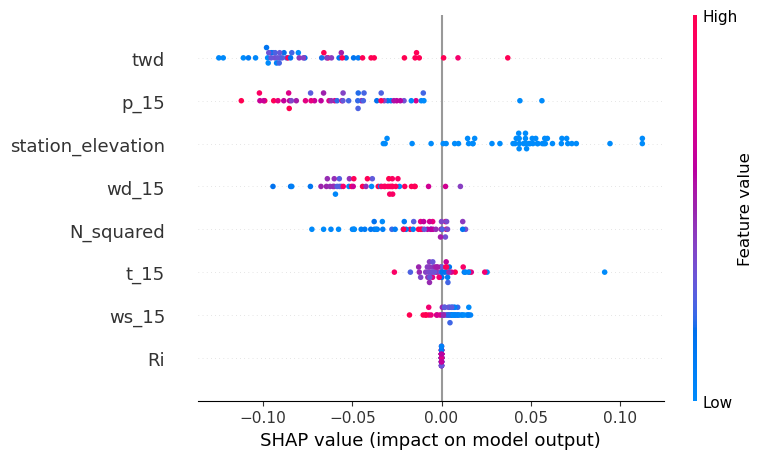 High
twd
p_15
station_elevation
wd_15
N_squared
t_15
ws_15
Ri
Feature value
Low
−0.10 −0.05 0.00 0.05 0.10
SHAP value (impact on model output)